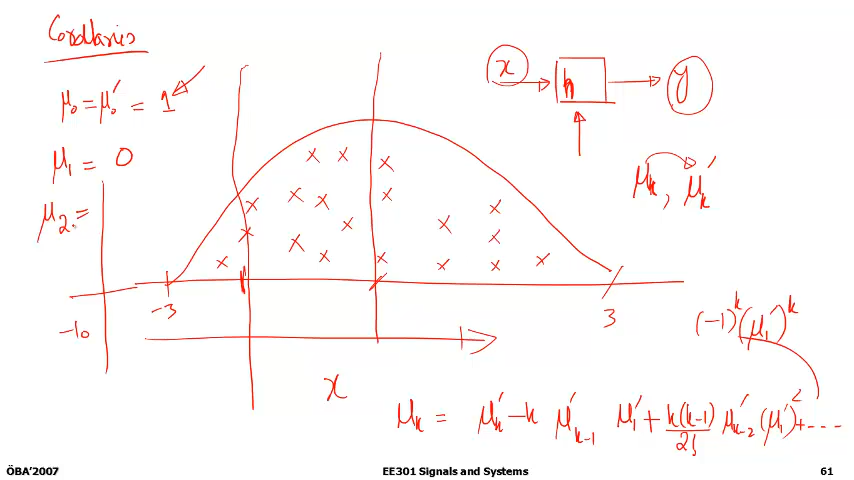 Corollaries
μ₀ = μ₀′ = 1
μ₁ = 0
μ₂ =
x
h
y
μₖ, μₖ′
-10
-3
3
x
(-1)ᵏ(μ₁′)ᵏ
μₖ = μₖ′ - k μ′ₖ₋₁ μ₁′ + k(k-1)/2! μ′ₖ₋₂ (μ₁′)² + ----
ÖBA'2007
EE301 Signals and Systems
61